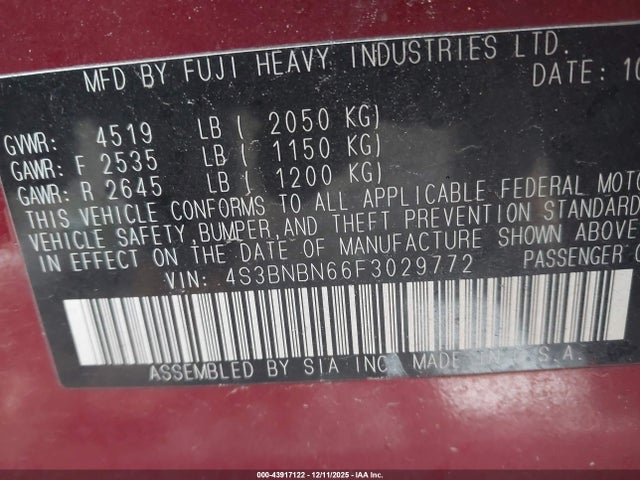 MFD BY FUJI HEAVY INDUSTRIES LTD.
DATE: 10
GVWR: 4519 LB ( 2050 KG)
GAWR: F 2535 LB ( 1150 KG)
GAWR: R 2645 LB ( 1200 KG)
THIS VEHICLE CONFORMS TO ALL APPLICABLE FEDERAL MOTO
VEHICLE SAFETY,BUMPER,AND THEFT PREVENTION STANDARD
IN EFFECT ON THE DATE OF MANUFACTURE SHOWN ABOVE
VIN: 4S3BNBN66F3029772 PASSENGER C
ASSEMBLED BY SIA INC. MADE IN U.S.A.
000-43917122 - 12/11/2025 - IAA Inc.